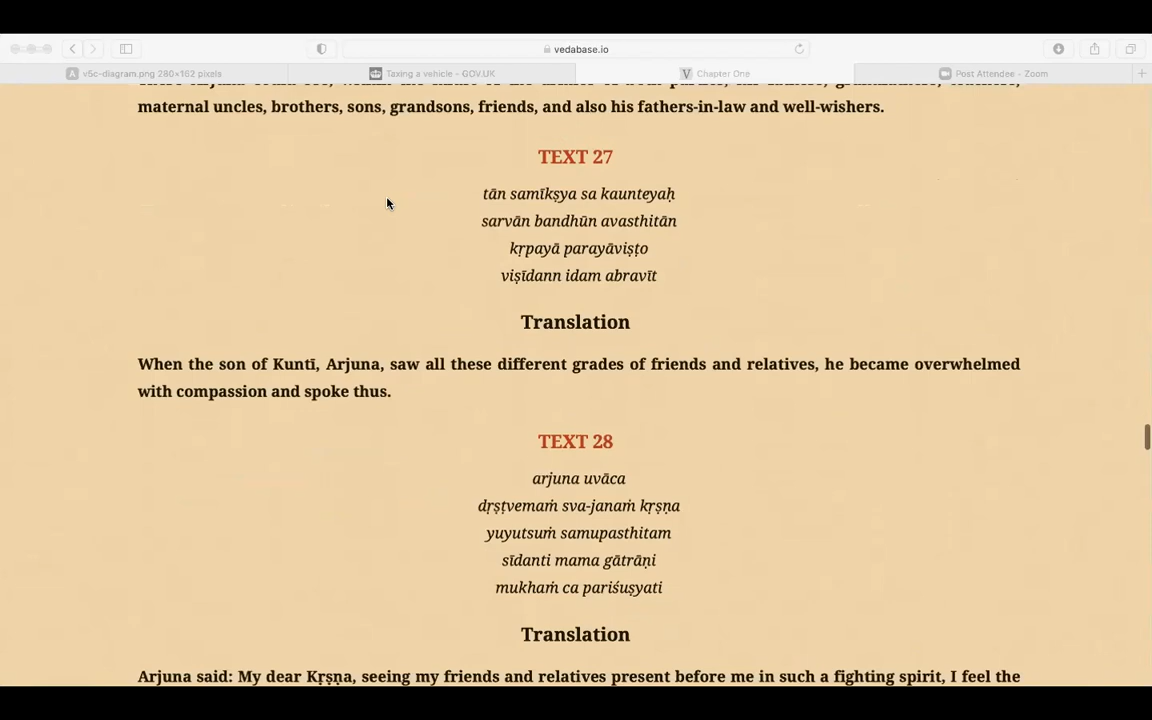 vedabase.io
v5c-diagram.png 280×162 pixels
Taxing a vehicle - GOV.UK
Chapter One
Post Attendee - Zoom
maternal uncles, brothers, sons, grandsons, friends, and also his fathers-in-law and well-wishers.
TEXT 27
tān samīkṣya sa kaunteyaḥ
sarvān bandhūn avasthitān
kṛpayā parayāviṣṭo
viṣīdann idam abravīt
Translation
When the son of Kuntī, Arjuna, saw all these different grades of friends and relatives, he became overwhelmed
with compassion and spoke thus.
TEXT 28
arjuna uvāca
dṛṣṭvemaṁ sva-janaṁ kṛṣṇa
yuyutsuṁ samupasthitam
sīdanti mama gātrāṇi
mukhaṁ ca pariśuṣyati
Translation
Arjuna said: My dear Kṛṣṇa, seeing my friends and relatives present before me in such a fighting spirit, I feel the